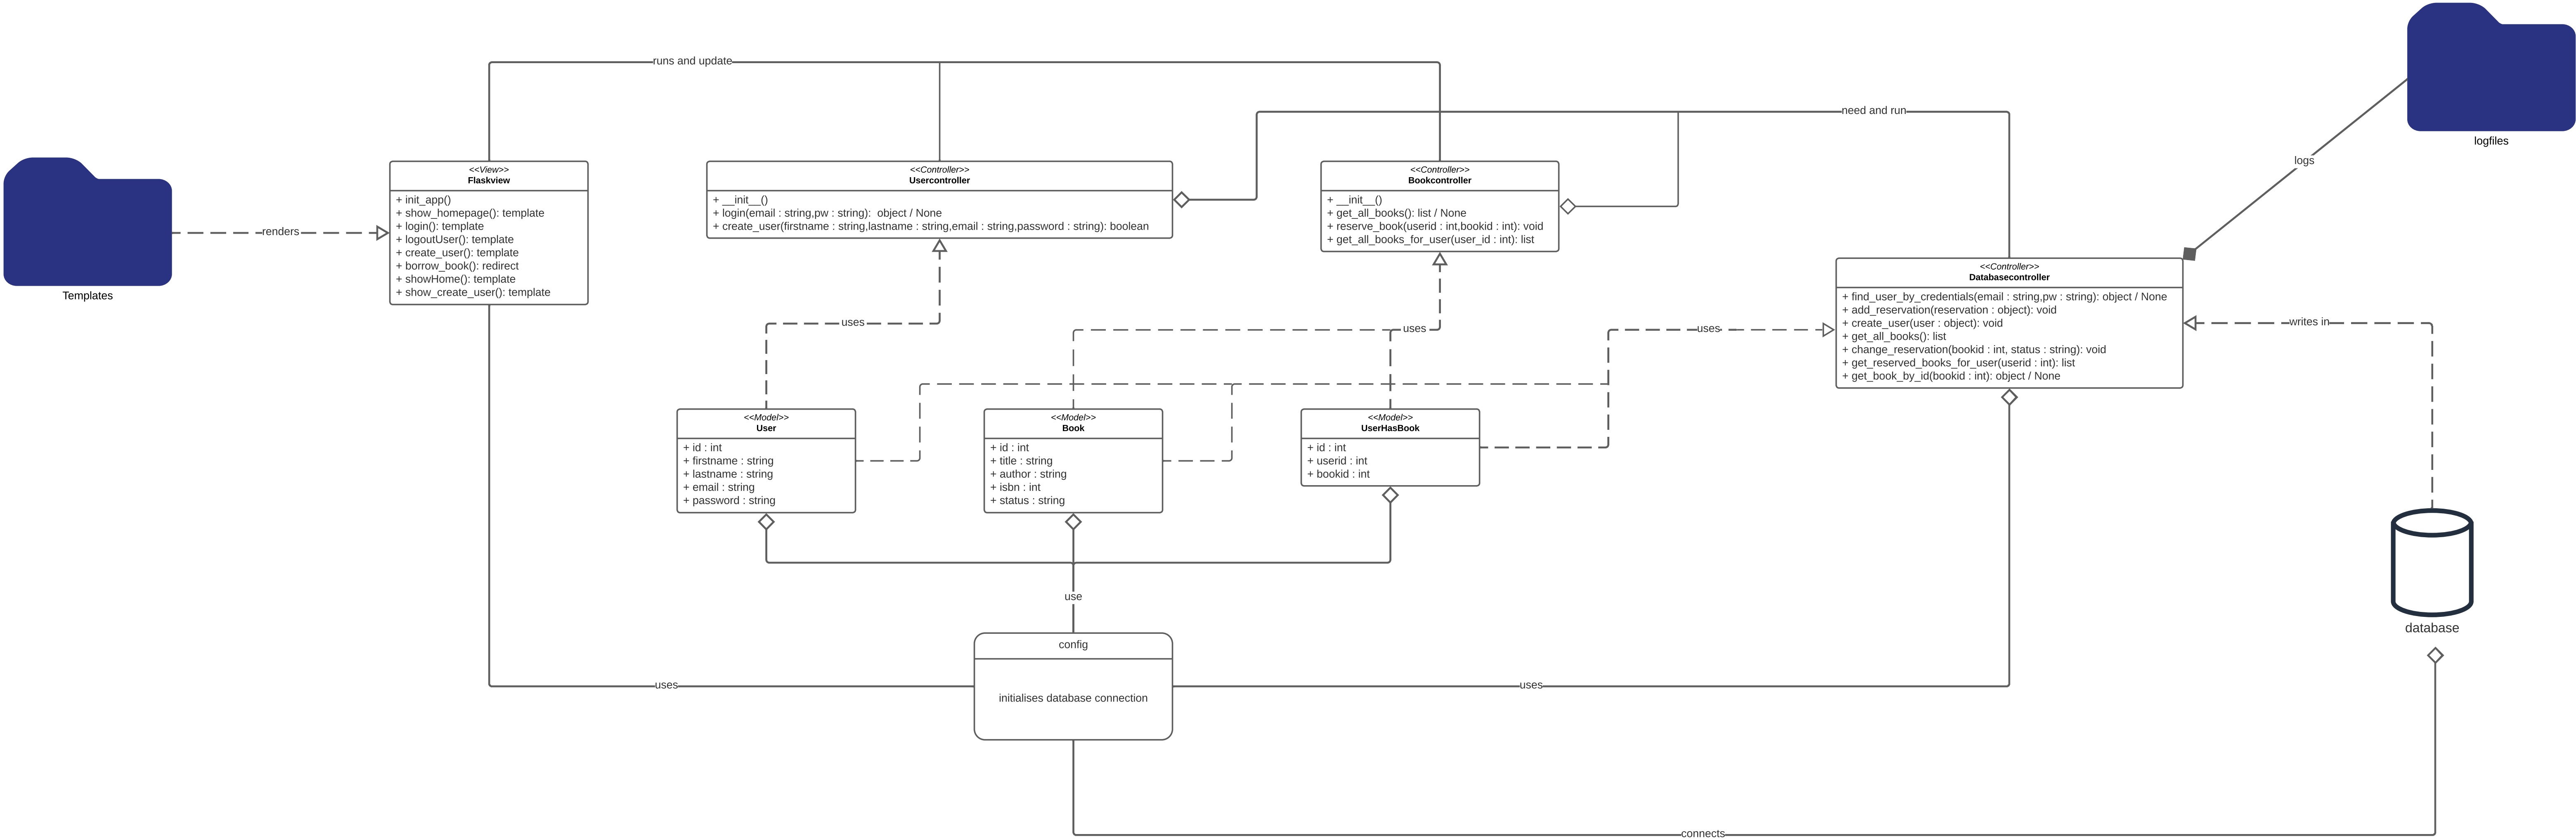 runs and update
need and run
logfiles
logs
Templates
renders
<<View>>
Flaskview
+ init_app()
+ show_homepage(): template
+ login(): template
+ logoutUser(): template
+ create_user(): template
+ borrow_book(): redirect
+ showHome(): template
+ show_create_user(): template
<<Controller>>
Usercontroller
+ __init__()
+ login(email : string,pw : string):  object / None
+ create_user(firstname : string,lastname : string,email : string,password : string): boolean
<<Controller>>
Bookcontroller
+ __init__()
+ get_all_books(): list / None
+ reserve_book(userid : int,bookid : int): void
+ get_all_books_for_user(user_id : int): list
<<Controller>>
Databasecontroller
+ find_user_by_credentials(email : string,pw : string): object / None
+ add_reservation(reservation : object): void
+ create_user(user : object): void
+ get_all_books(): list
+ change_reservation(bookid : int, status : string): void
+ get_reserved_books_for_user(userid : int): list
+ get_book_by_id(bookid : int): object / None
uses
uses
uses
writes in
<<Model>>
User
+ id : int
+ firstname : string
+ lastname : string
+ email : string
+ password : string
<<Model>>
Book
+ id : int
+ title : string
+ author : string
+ isbn : int
+ status : string
<<Model>>
UserHasBook
+ id : int
+ userid : int
+ bookid : int
use
config
initialises database connection
uses
uses
database
connects